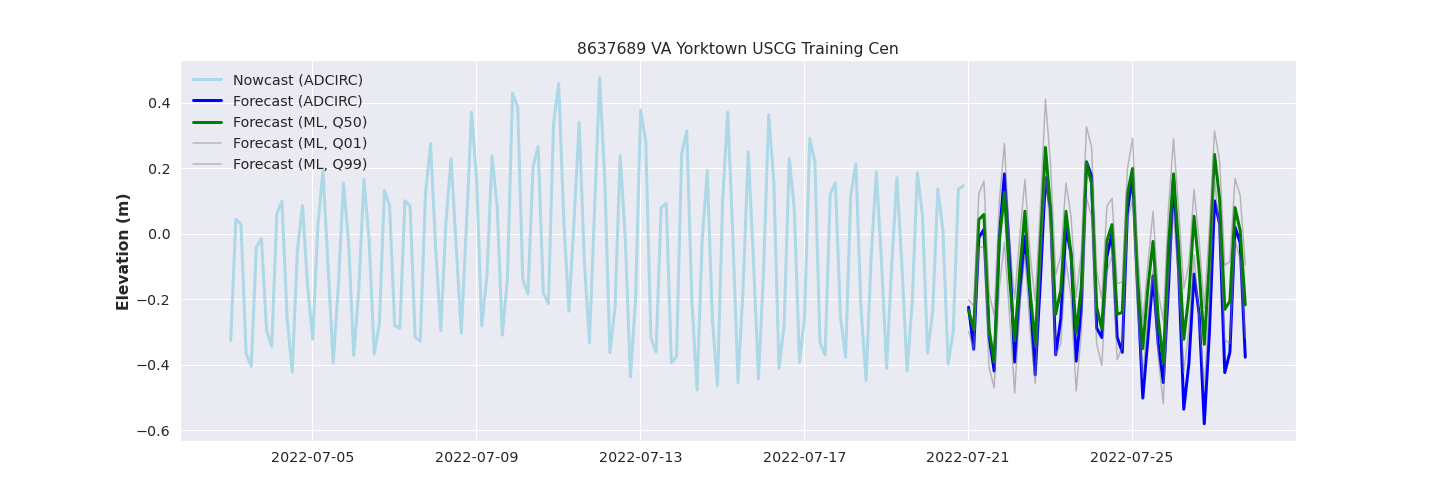 8637689 VA Yorktown USCG Training Cen
Nowcast (ADCIRC)
Forecast (ADCIRC)
Forecast (ML, Q50)
Forecast (ML, Q01)
Forecast (ML, Q99)
Elevation (m)
0.4
0.2
0.0
−0.2
−0.4
−0.6
2022-07-05
2022-07-09
2022-07-13
2022-07-17
2022-07-21
2022-07-25